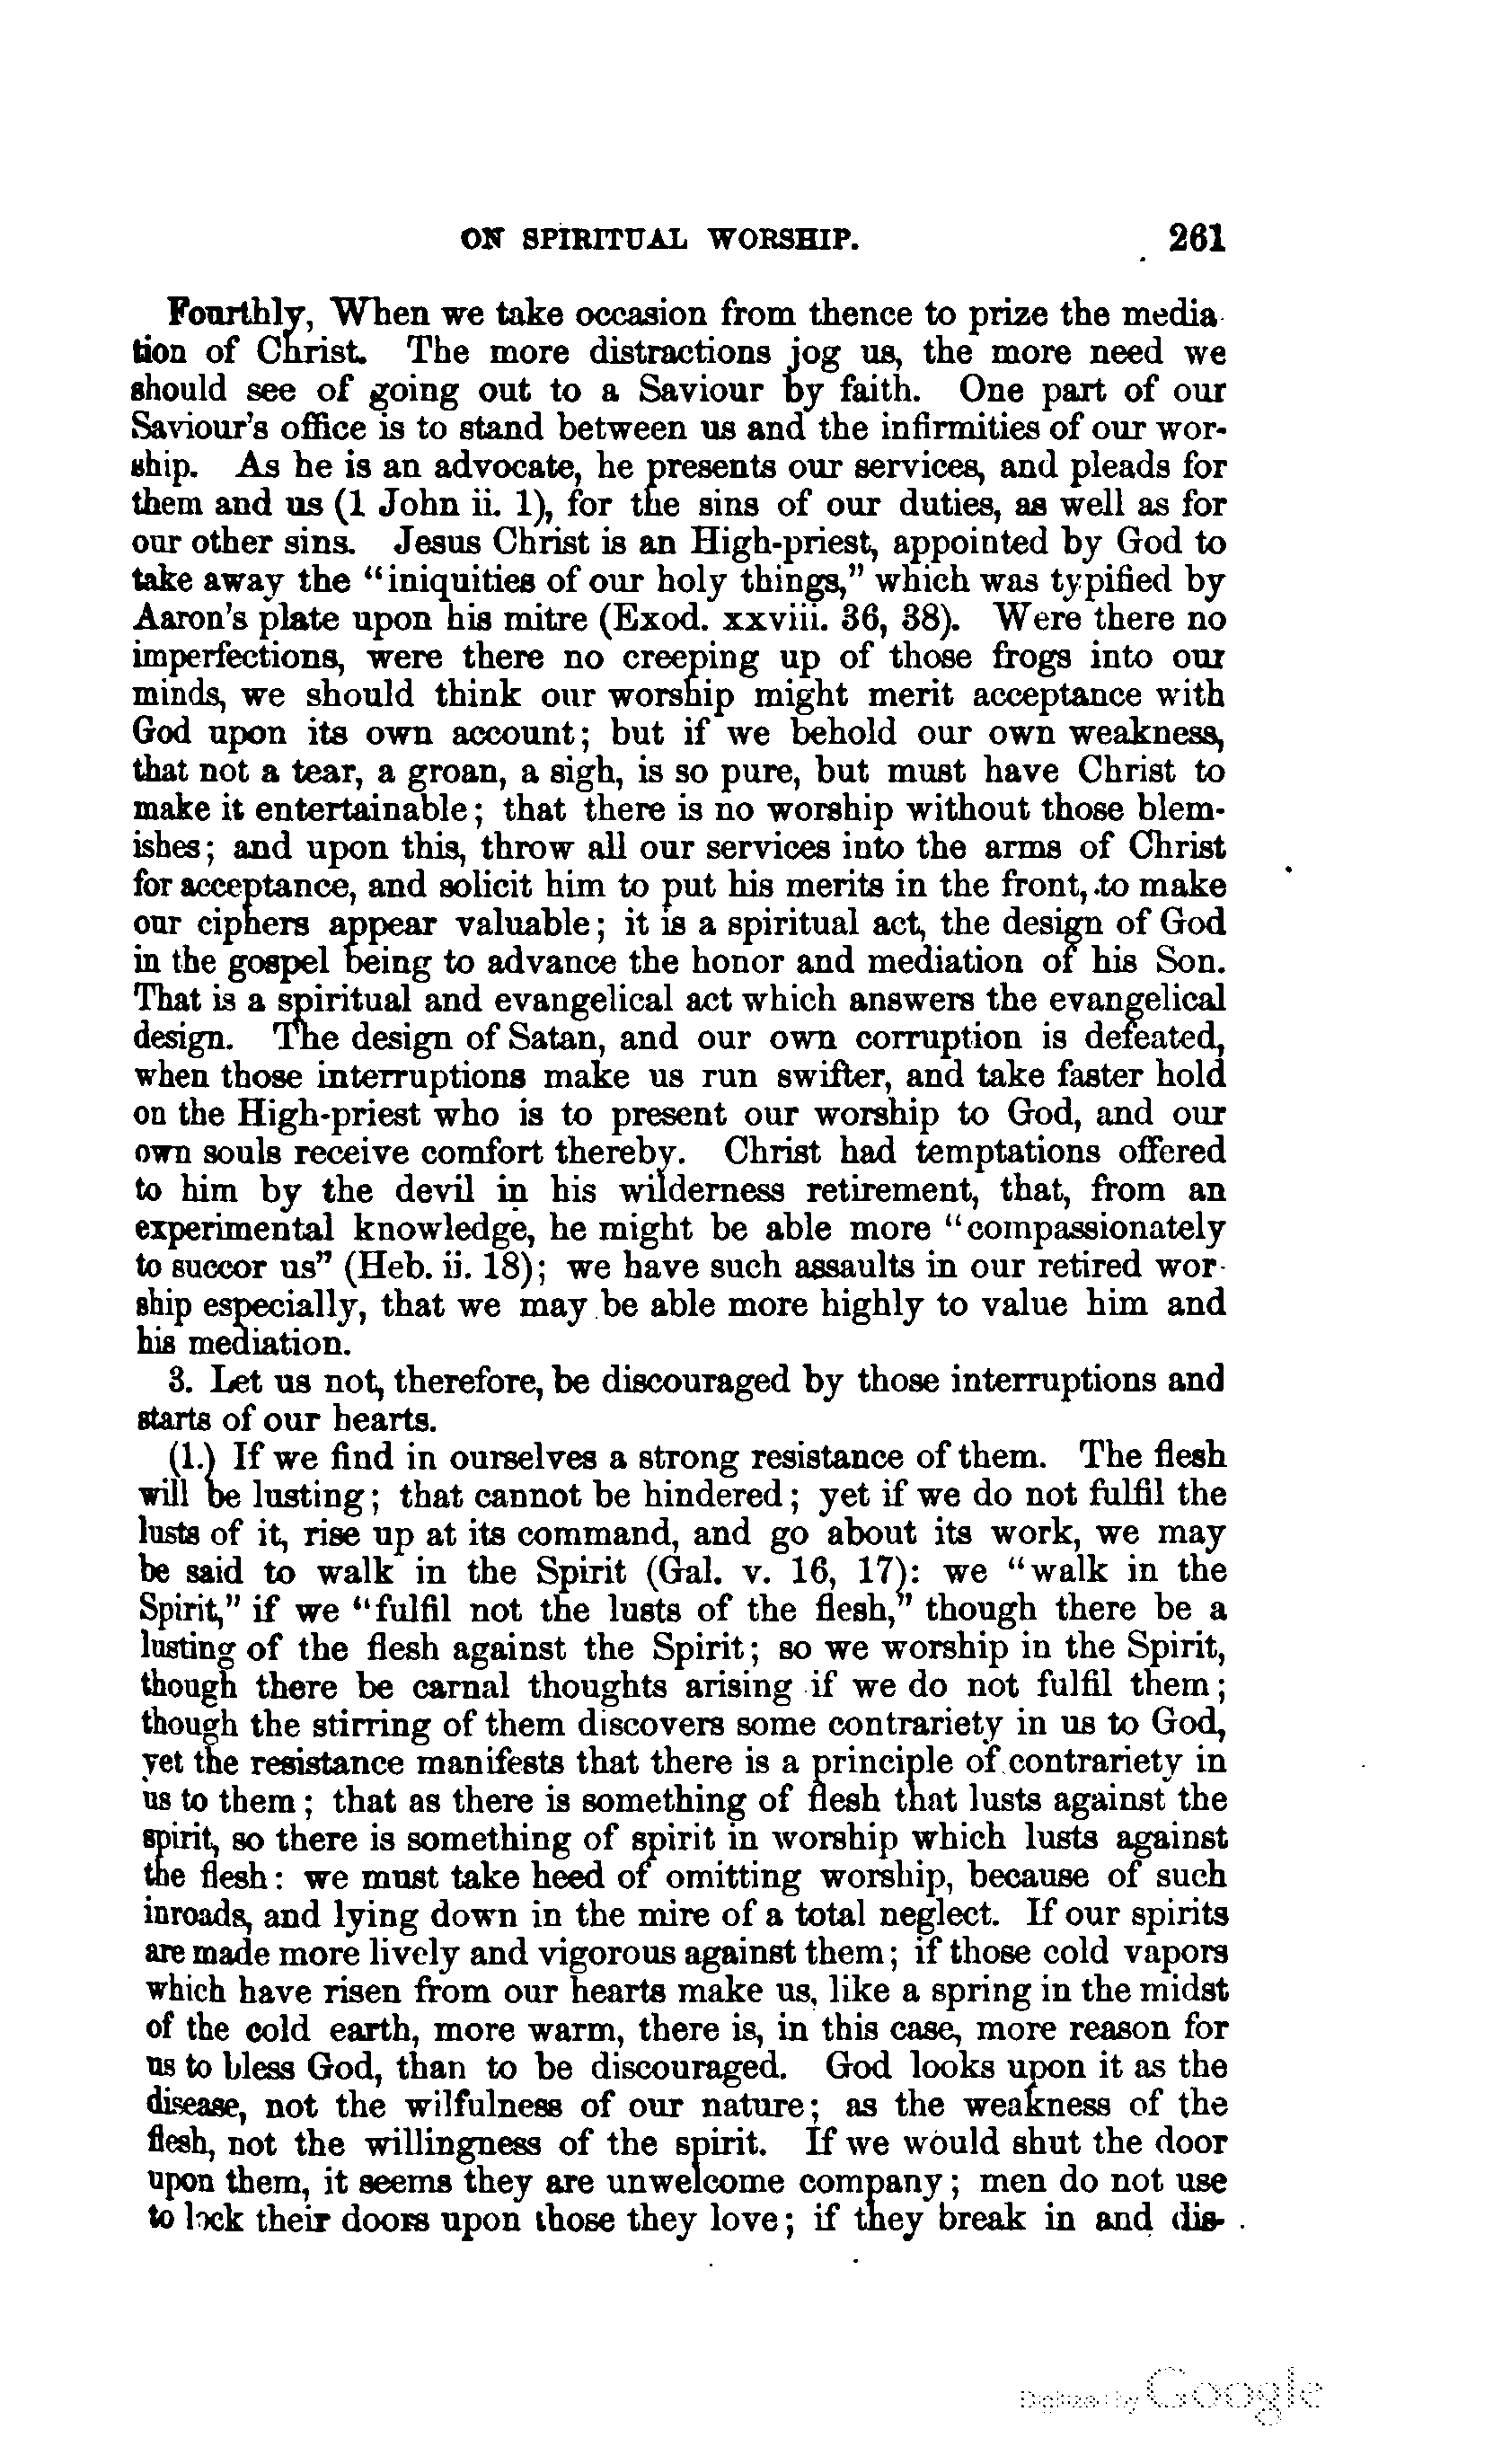 ON SPIRITUAL WORSHIP. 261
Fourthly, When we take occasion from thence to prize the media-
tion of Christ. The more distractions jog us, the more need we
should see of going out to a Saviour by faith. One part of our
Saviour's office is to stand between us and the infirmities of our wor-
ship. As he is an advocate, he presents our services, and pleads for
them and us (1 John ii. 1), for the sins of our duties, as well as for
our other sins. Jesus Christ is an High-priest, appointed by God to
take away the "iniquities of our holy things," which was typified by
Aaron's plate upon his mitre (Exod. xxviii. 36, 38). Were there no
imperfections, were there no creeping up of those frogs into our
minds, we should think our worship might merit acceptance with
God upon its own account; but if we behold our own weakness,
that not a tear, a groan, a sigh, is so pure, but must have Christ to
make it entertainable; that there is no worship without those blem-
ishes; and upon this, throw all our services into the arms of Christ
for acceptance, and solicit him to put his merits in the front, to make
our ciphers appear valuable; it is a spiritual act, the design of God
in the gospel being to advance the honor and mediation of his Son.
That is a spiritual and evangelical act which answers the evangelical
design. The design of Satan, and our own corruption is defeated,
when those interruptions make us run swifter, and take faster hold
on the High-priest who is to present our worship to God, and our
own souls receive comfort thereby. Christ had temptations offered
to him by the devil in his wilderness retirement, that, from an
experimental knowledge, he might be able more "compassionately
to succor us" (Heb. ii. 18); we have such assaults in our retired wor-
ship especially, that we may be able more highly to value him and
his mediation.
3. Let us not, therefore, be discouraged by those interruptions and
starts of our hearts.
(1.) If we find in ourselves a strong resistance of them. The flesh
will be lusting; that cannot be hindered; yet if we do not fulfil the
lusts of it, rise up at its command, and go about its work, we may
be said to walk in the Spirit (Gal. v. 16, 17): we "walk in the
Spirit," if we "fulfil not the lusts of the flesh," though there be a
lusting of the flesh against the Spirit; so we worship in the Spirit,
though there be carnal thoughts arising if we do not fulfil them;
though the stirring of them discovers some contrariety in us to God,
yet the resistance manifests that there is a principle of contrariety in
us to them; that as there is something of flesh that lusts against the
spirit, so there is something of spirit in worship which lusts against
the flesh: we must take heed of omitting worship, because of such
inroads, and lying down in the mire of a total neglect. If our spirits
are made more lively and vigorous against them; if those cold vapors
which have risen from our hearts make us, like a spring in the midst
of the cold earth, more warm, there is, in this case, more reason for
us to bless God, than to be discouraged. God looks upon it as the
disease, not the wilfulness of our nature; as the weakness of the
flesh, not the willingness of the spirit. If we would shut the door
upon them, it seems they are unwelcome company; men do not use
to lock their doors upon those they love; if they break in and dis-
Digitized by Google